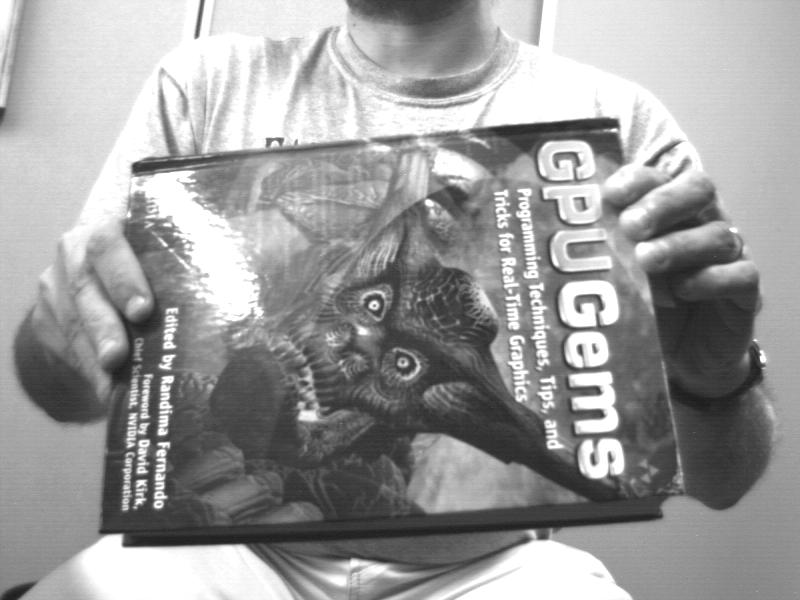 GPU Gems
Programming Techniques, Tips, and
Tricks for Real-Time Graphics
Edited by Randima Fernando
Foreword by David Kirk,
Chief Scientist, NVIDIA Corporation